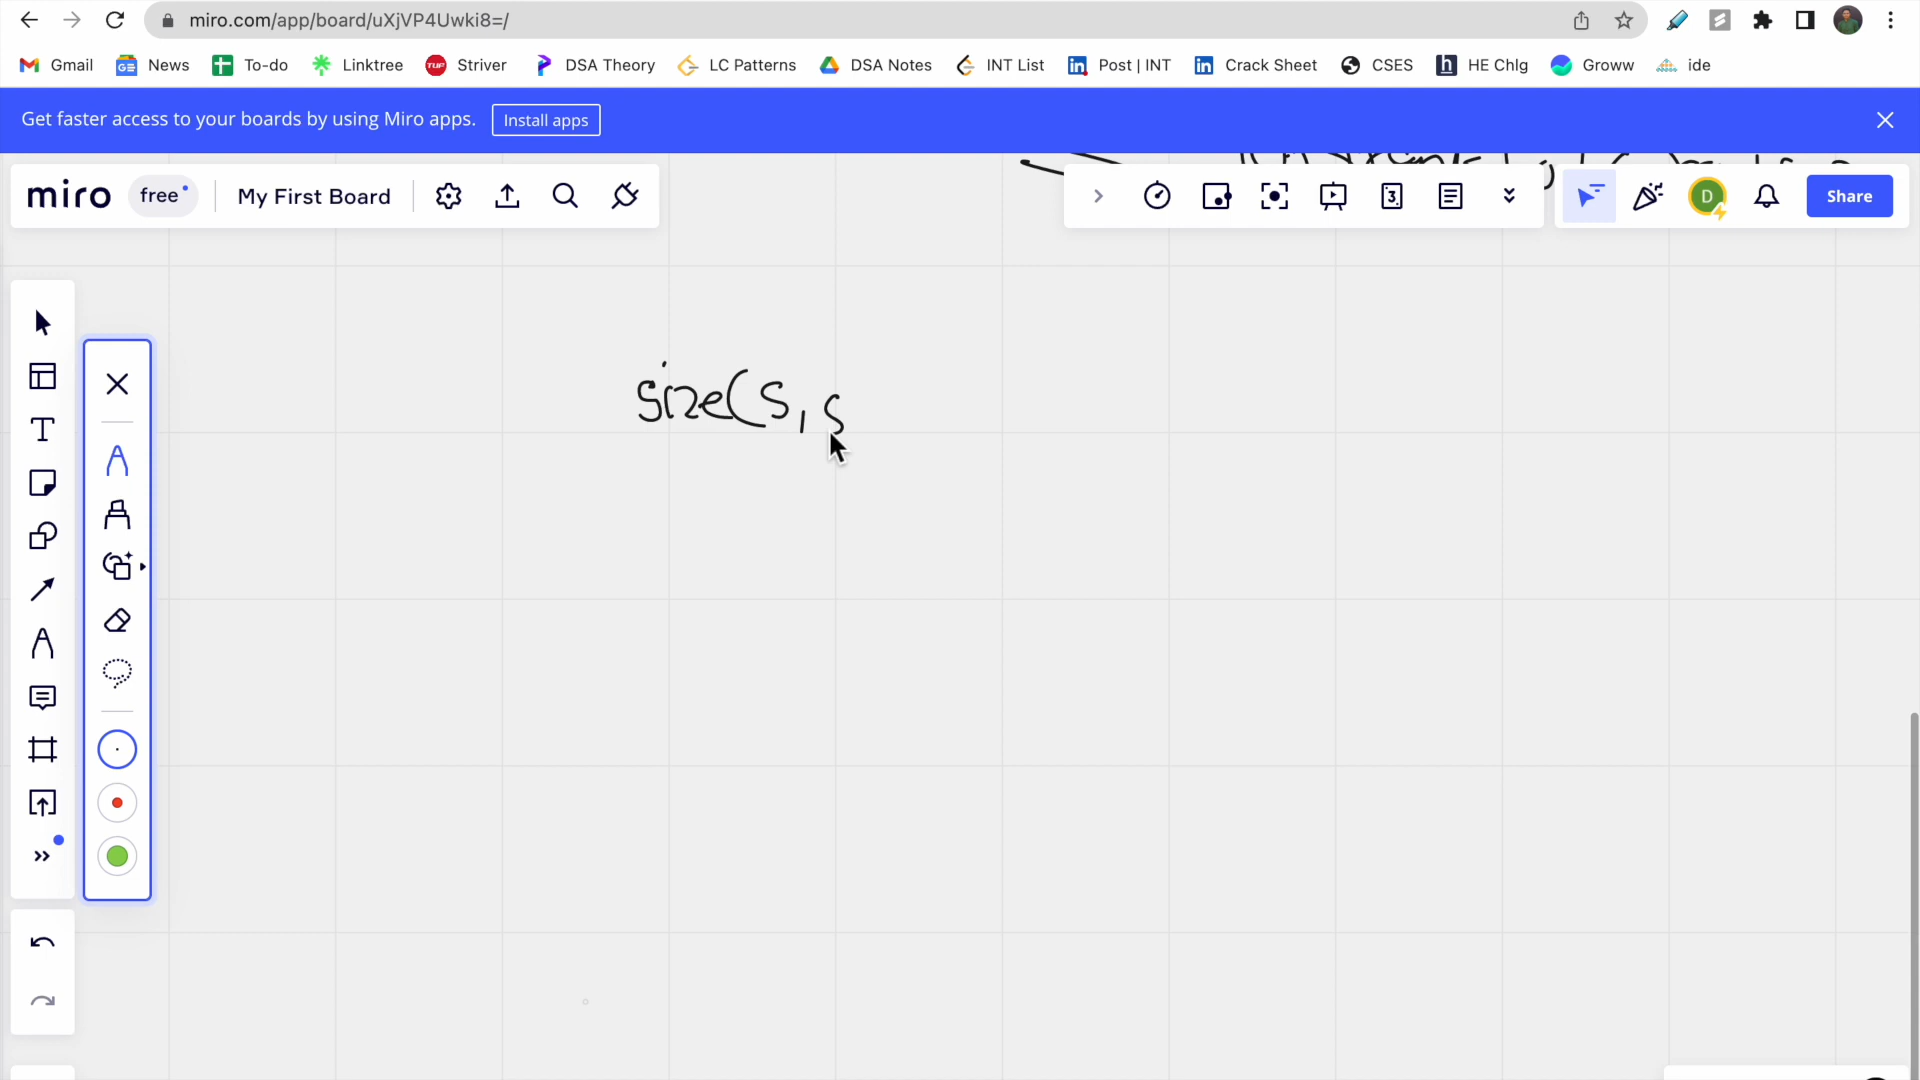 miro.com/app/board/uXjVP4Uwki8=/
Gmail News To-do Linktree Striver DSA Theory LC Patterns DSA Notes INT List Post | INT Crack Sheet CSES HE Chlg Groww ide
Get faster access to your boards by using Miro apps. Install apps
miro free My First Board 3 D Share
size(s, s